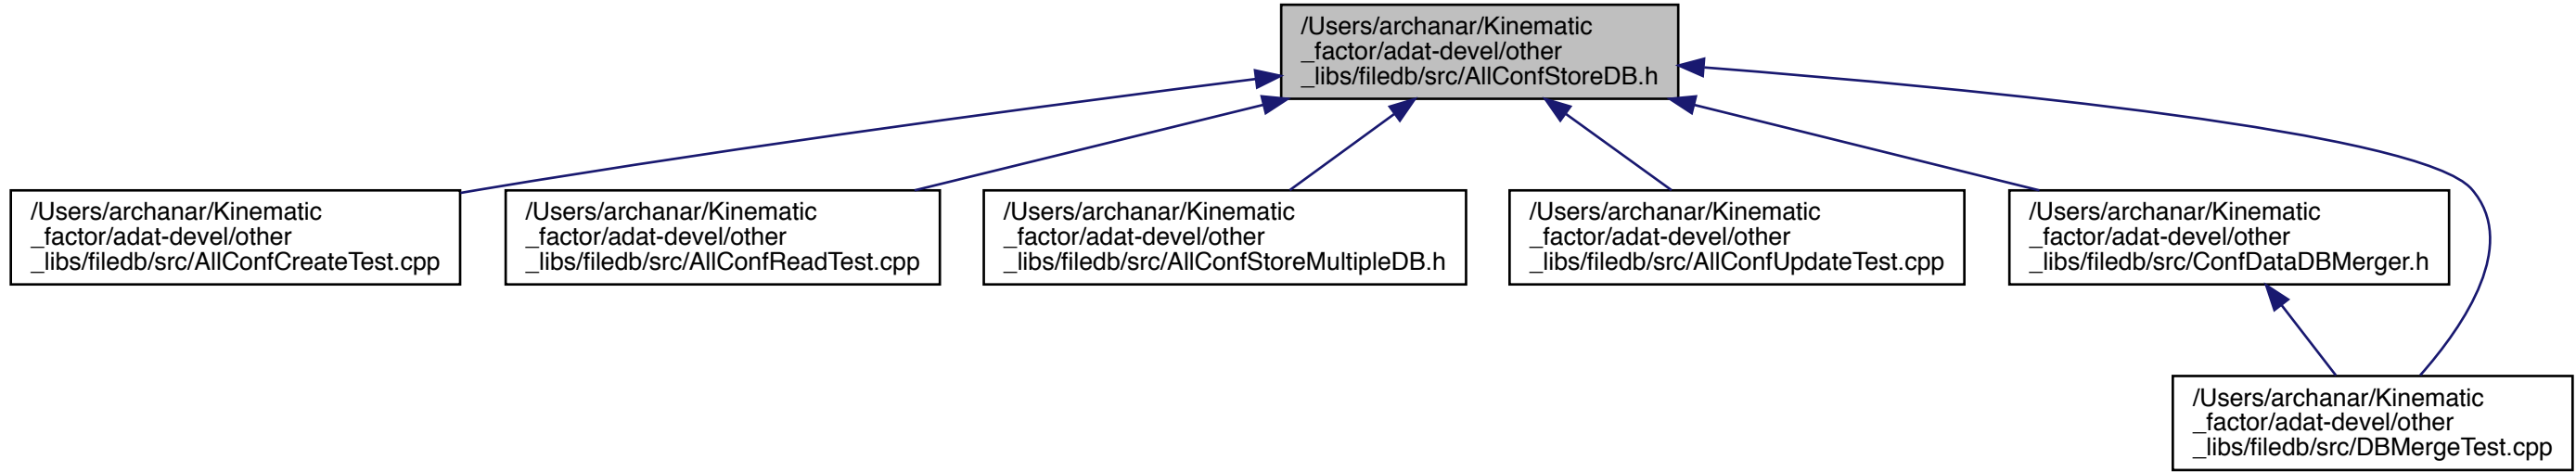 /Users/archanar/Kinematic
_factor/adat-devel/other
_libs/filedb/src/AllConfStoreDB.h
/Users/archanar/Kinematic
_factor/adat-devel/other
_libs/filedb/src/AllConfCreateTest.cpp
/Users/archanar/Kinematic
_factor/adat-devel/other
_libs/filedb/src/AllConfReadTest.cpp
/Users/archanar/Kinematic
_factor/adat-devel/other
_libs/filedb/src/AllConfStoreMultipleDB.h
/Users/archanar/Kinematic
_factor/adat-devel/other
_libs/filedb/src/AllConfUpdateTest.cpp
/Users/archanar/Kinematic
_factor/adat-devel/other
_libs/filedb/src/ConfDataDBMerger.h
/Users/archanar/Kinematic
_factor/adat-devel/other
_libs/filedb/src/DBMergeTest.cpp